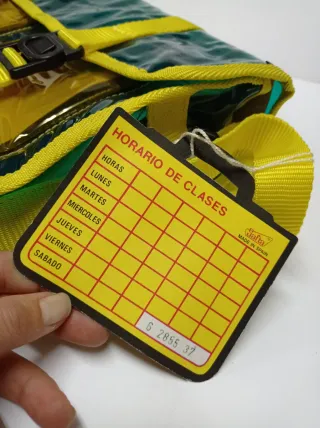 HORARIO DE CLASES
HORAS
LUNES
MARTES
MIERCOLES
JUEVES
VIERNES
SABADO
MADE IN SPAIN
G 2855 37